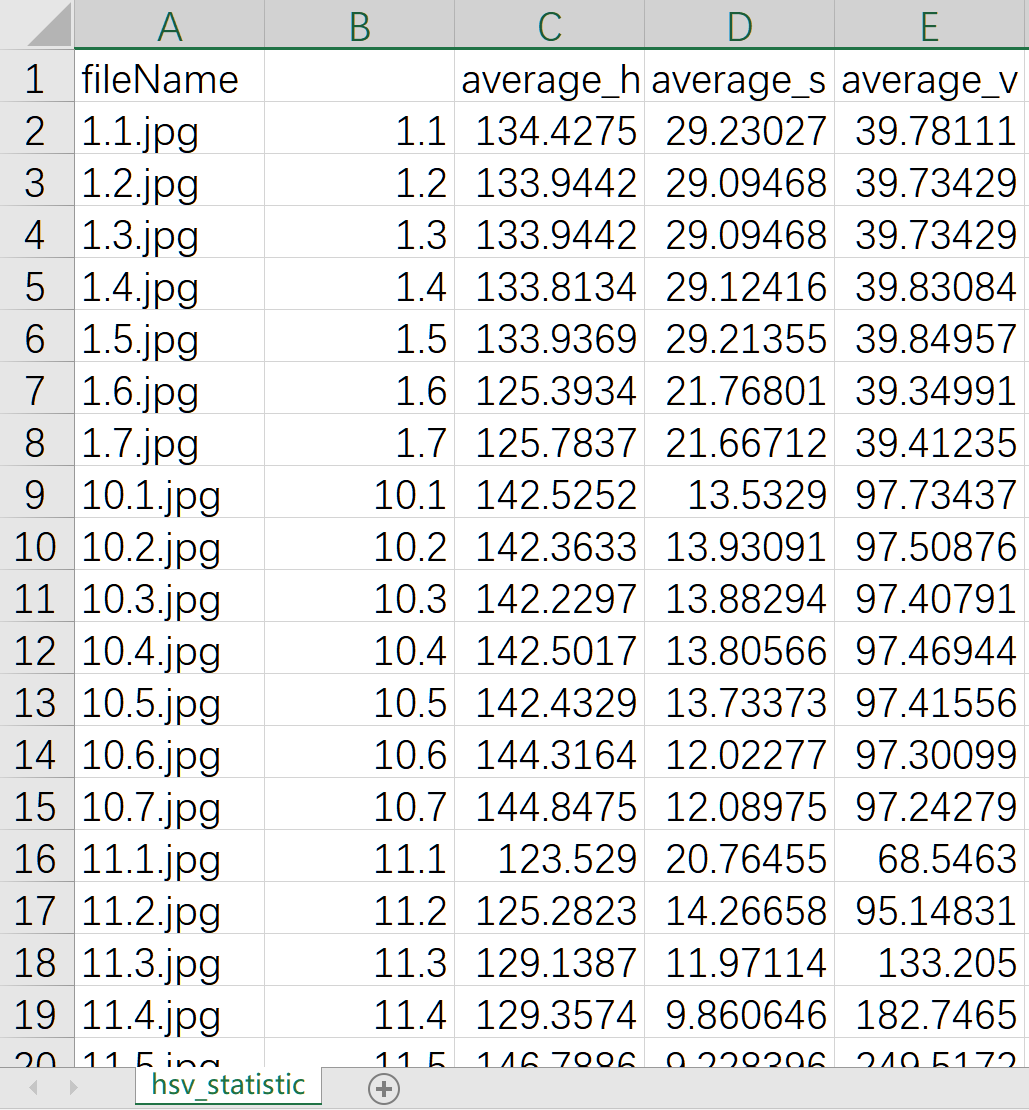 A B C D E
1 fileName average_h average_s average_v
2 1.1.jpg 1.1 134.4275 29.23027 39.78111
3 1.2.jpg 1.2 133.9442 29.09468 39.73429
4 1.3.jpg 1.3 133.9442 29.09468 39.73429
5 1.4.jpg 1.4 133.8134 29.12416 39.83084
6 1.5.jpg 1.5 133.9369 29.21355 39.84957
7 1.6.jpg 1.6 125.3934 21.76801 39.34991
8 1.7.jpg 1.7 125.7837 21.66712 39.41235
9 10.1.jpg 10.1 142.5252 13.5329 97.73437
10 10.2.jpg 10.2 142.3633 13.93091 97.50876
11 10.3.jpg 10.3 142.2297 13.88294 97.40791
12 10.4.jpg 10.4 142.5017 13.80566 97.46944
13 10.5.jpg 10.5 142.4329 13.73373 97.41556
14 10.6.jpg 10.6 144.3164 12.02277 97.30099
15 10.7.jpg 10.7 144.8475 12.08975 97.24279
16 11.1.jpg 11.1 123.529 20.76455 68.5463
17 11.2.jpg 11.2 125.2823 14.26658 95.14831
18 11.3.jpg 11.3 129.1387 11.97114 133.205
19 11.4.jpg 11.4 129.3574 9.860646 182.7465
20 11.5.jpg 11.5 146.7886 9.228396 249.5172
hsv_statistic